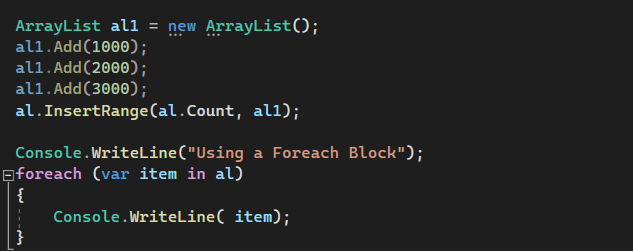 ArrayList al1 = new ArrayList();
al1.Add(1000);
al1.Add(2000);
al1.Add(3000);
al.InsertRange(al.Count, al1);
Console.WriteLine("Using a Foreach Block");
foreach (var item in al)
{
Console.WriteLine( item);
}